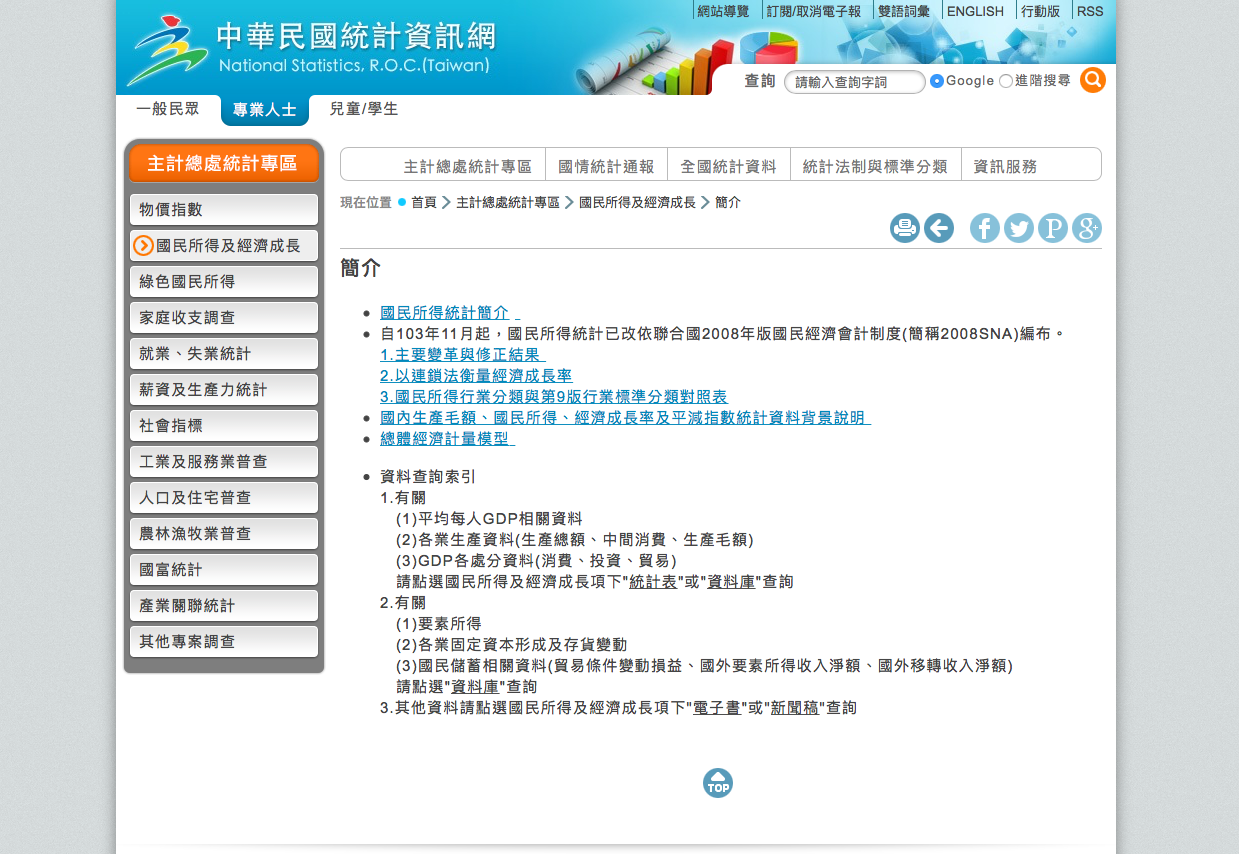 網站導覽 訂閱/取消電子報 雙語詞彙 ENGLISH 行動版 RSS
中華民國統計資訊網
National Statistics, R.O.C.(Taiwan)
查詢 請輸入查詢字詞 Google 進階搜尋
一般民眾 專業人士 兒童/學生
主計總處統計專區
物價指數
國民所得及經濟成長
綠色國民所得
家庭收支調查
就業、失業統計
薪資及生產力統計
社會指標
工業及服務業普查
人口及住宅普查
農林漁牧業普查
國富統計
產業關聯統計
其他專案調查
主計總處統計專區 國情統計通報 全國統計資料 統計法制與標準分類 資訊服務
現在位置 首頁 主計總處統計專區 國民所得及經濟成長 簡介
f P g+
簡介
國民所得統計簡介
自103年11月起，國民所得統計已改依聯合國2008年版國民經濟會計制度(簡稱2008SNA)編布。
1.主要變革與修正結果
2.以連鎖法衡量經濟成長率
3.國民所得行業分類與第9版行業標準分類對照表
國內生產毛額、國民所得、經濟成長率及平減指數統計資料背景說明
總體經濟計量模型
資料查詢索引
1.有關
(1)平均每人GDP相關資料
(2)各業生產資料(生產總額、中間消費、生產毛額)
(3)GDP各處分資料(消費、投資、貿易)
請點選國民所得及經濟成長項下"統計表"或"資料庫"查詢
2.有關
(1)要素所得
(2)各業固定資本形成及存貨變動
(3)國民儲蓄相關資料(貿易條件變動損益、國外要素所得收入淨額、國外移轉收入淨額)
請點選"資料庫"查詢
3.其他資料請點選國民所得及經濟成長項下"電子書"或"新聞稿"查詢
TOP